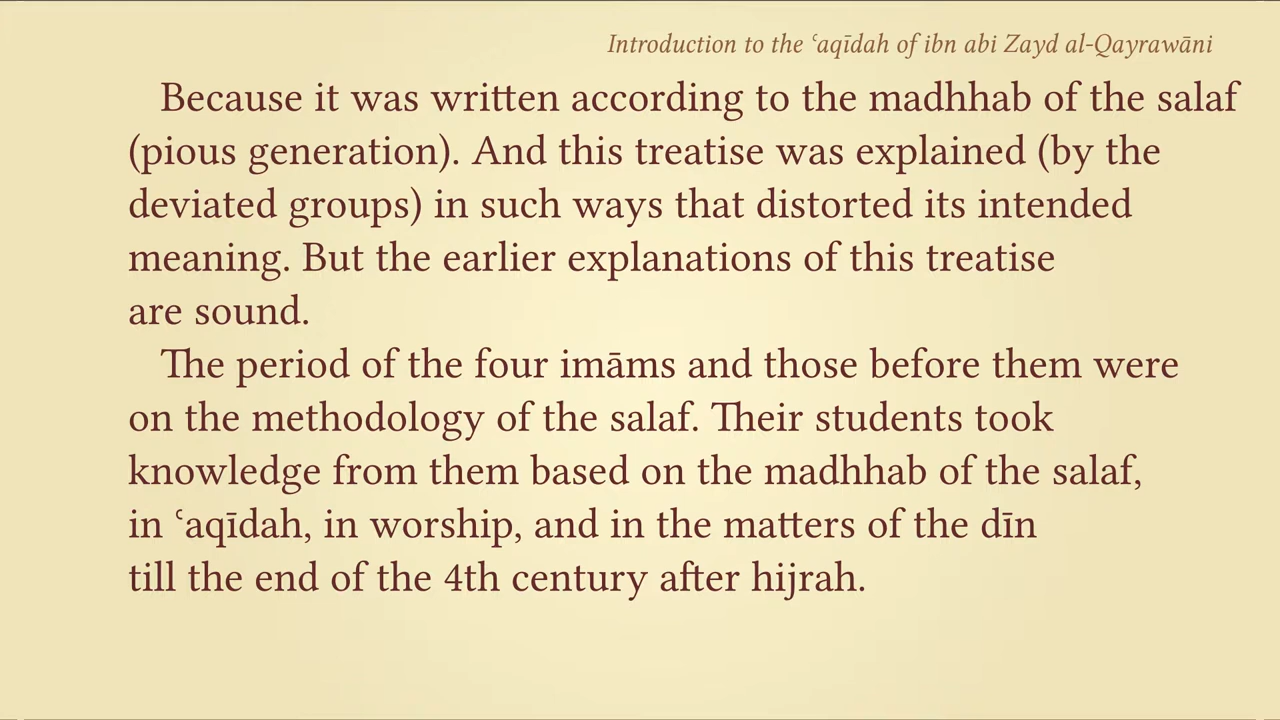 Introduction to the ʿaqīdah of ibn abi Zayd al-Qayrawāni
Because it was written according to the madhhab of the salaf
(pious generation). And this treatise was explained (by the
deviated groups) in such ways that distorted its intended
meaning. But the earlier explanations of this treatise
are sound.
The period of the four imāms and those before them were
on the methodology of the salaf. Their students took
knowledge from them based on the madhhab of the salaf,
in ʿaqīdah, in worship, and in the matters of the dīn
till the end of the 4th century after hijrah.